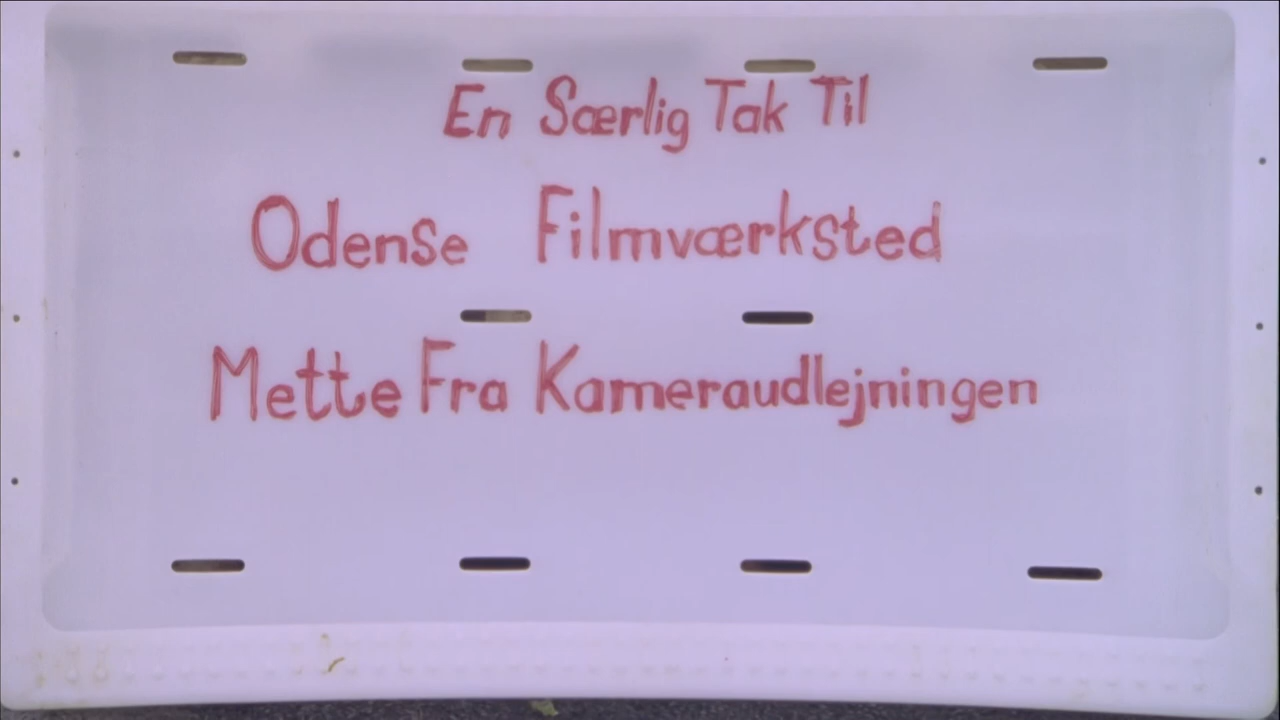 En Særlig Tak Til
Odense Filmværksted
Mette Fra Kameraudlejningen